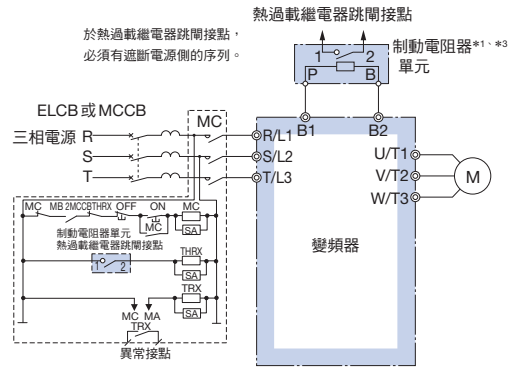 熱過載繼電器跳閘接點
於熱過載繼電器跳閘接點，
必須有遮斷電源側的序列。
1 2
P B
制動電阻器*1、*3
單元
ELCB或MCCB
MC
B1 B2
三相電源 R
R/L1
S
S/L2
T
T/L3
U/T1
V/T2
W/T3
M
變頻器
MC MB 2MCCB THRX OFF ON MC
MC
SA
制動電阻器單元
熱過載繼電器跳閘接點
1 2
THRX
SA
TRX
SA
MC MA
TRX
異常接點